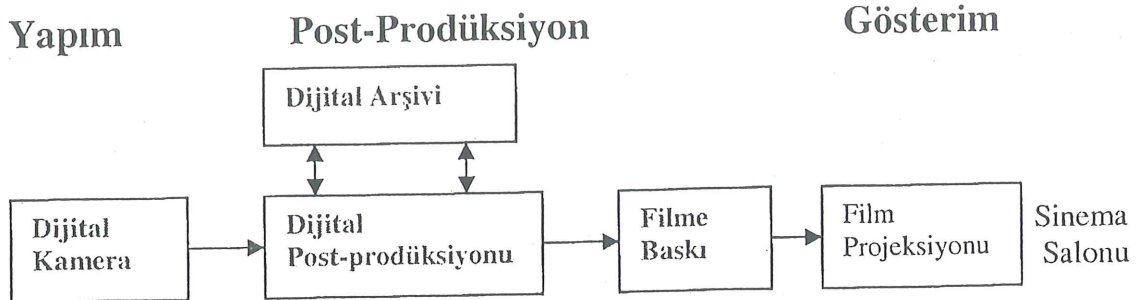 Yapım
Post-Prodüksiyon
Gösterim
Dijital Arşivi
Dijital
Kamera
Dijital
Post-prodüksiyonu
Filme
Baskı
Film
Projeksiyonu
Sinema
Salonu